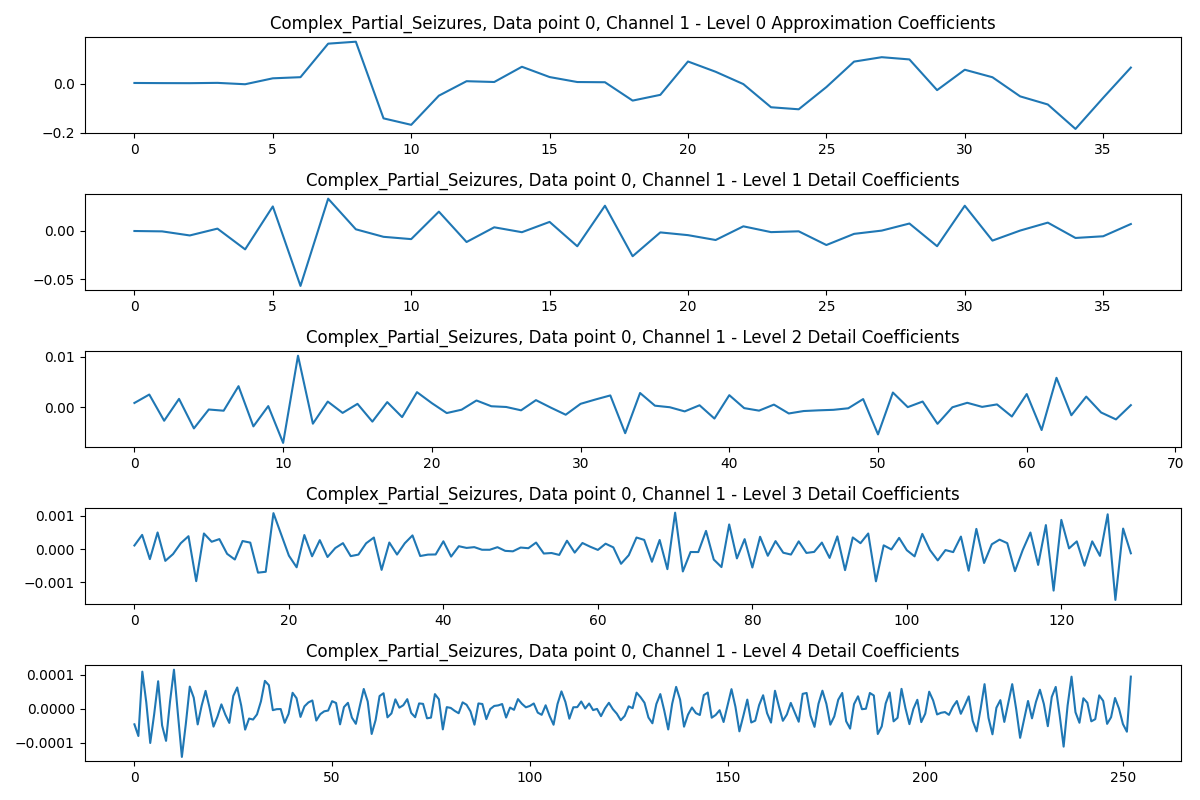 Complex_Partial_Seizures, Data point 0, Channel 1 - Level 0 Approximation Coefficients
0.0
−0.2
0 5 10 15 20 25 30 35
Complex_Partial_Seizures, Data point 0, Channel 1 - Level 1 Detail Coefficients
0.00
−0.05
0 5 10 15 20 25 30 35
Complex_Partial_Seizures, Data point 0, Channel 1 - Level 2 Detail Coefficients
0.01
0.00
0 10 20 30 40 50 60 70
Complex_Partial_Seizures, Data point 0, Channel 1 - Level 3 Detail Coefficients
0.001
0.000
−0.001
0 20 40 60 80 100 120
Complex_Partial_Seizures, Data point 0, Channel 1 - Level 4 Detail Coefficients
0.0001
0.0000
−0.0001
0 50 100 150 200 250